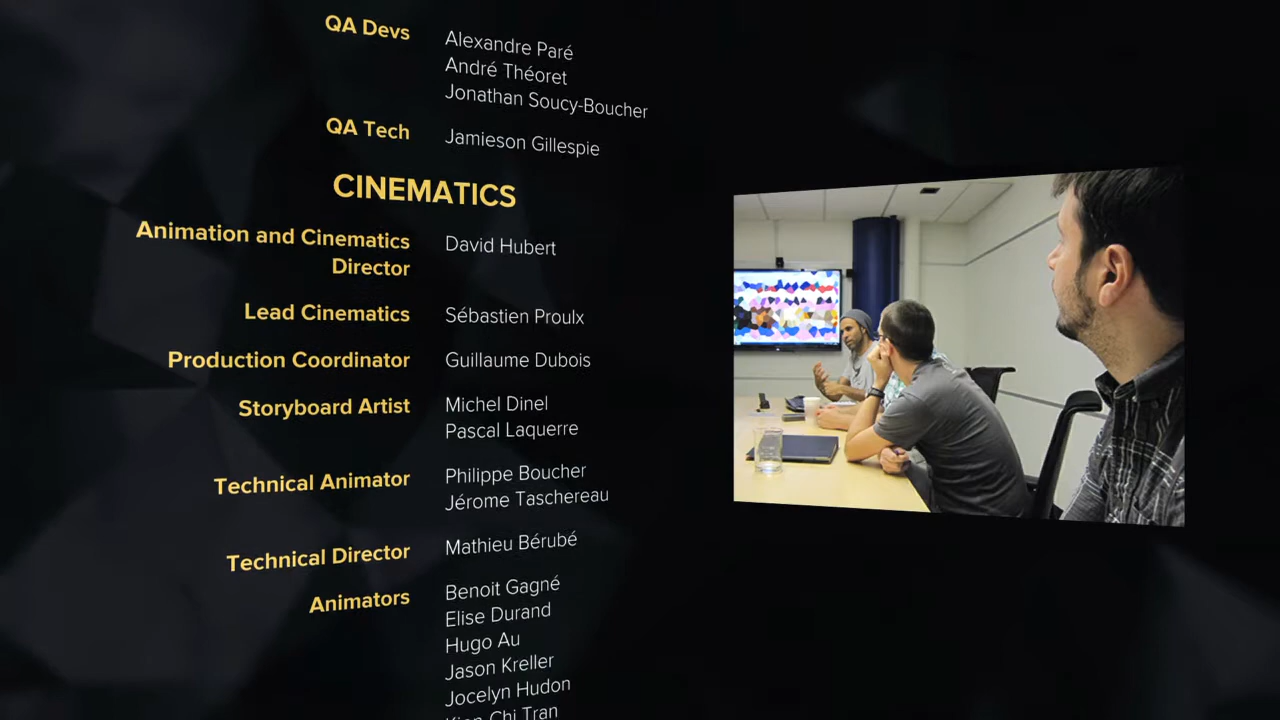 QA Devs
Alexandre Paré
André Théoret
Jonathan Soucy-Boucher
QA Tech
Jamieson Gillespie
CINEMATICS
Animation and Cinematics
Director
David Hubert
Lead Cinematics
Sébastien Proulx
Production Coordinator
Guillaume Dubois
Storyboard Artist
Michel Dinel
Pascal Laquerre
Technical Animator
Philippe Boucher
Jérome Taschereau
Technical Director
Mathieu Bérubé
Animators
Benoit Gagné
Elise Durand
Hugo Au
Jason Kreller
Jocelyn Hudon
Chi Tran